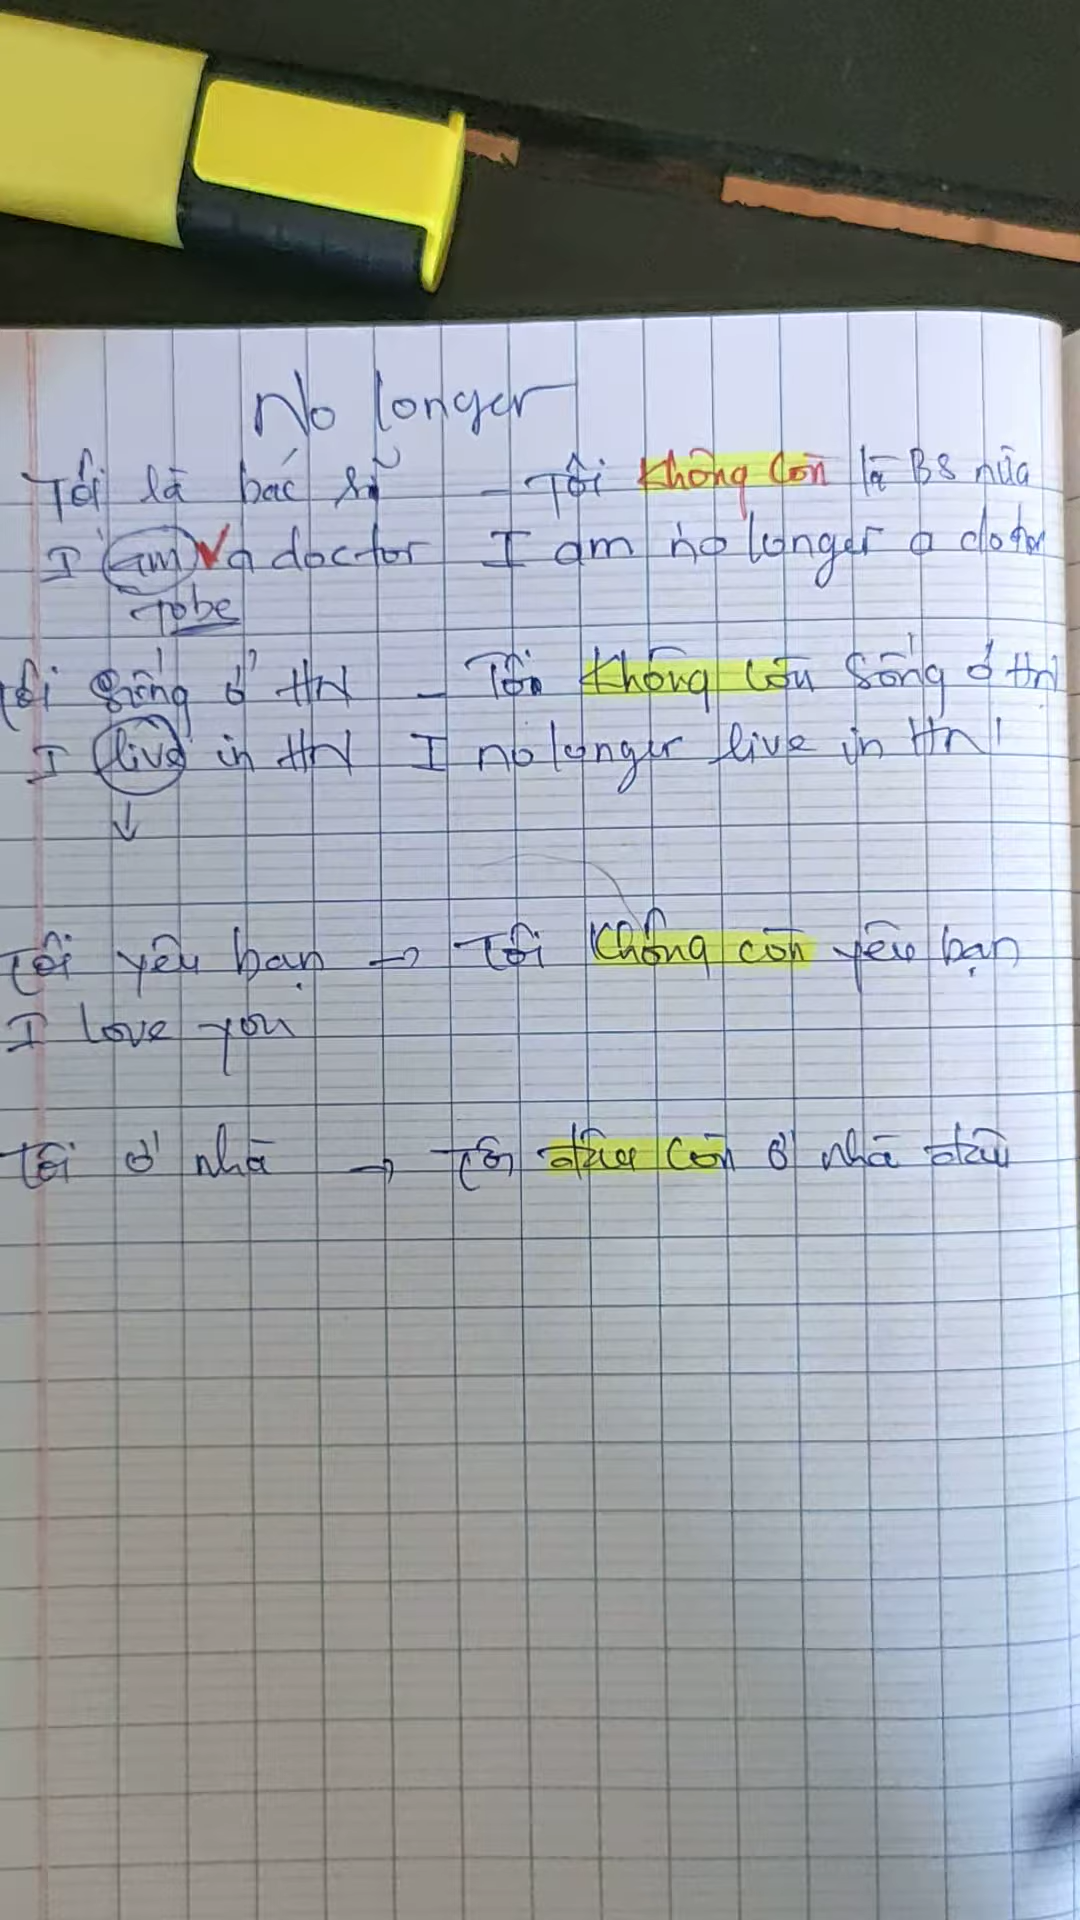 No longer
Tôi là bác sĩ - Tôi không còn là BS nữa
I am a doctor I am no longer a doctor
Tobe
Tôi sống ở HN - Tôi không còn sống ở HN
I live in HN I no longer live in HN
Tôi yêu bạn → Tôi không còn yêu bạn
I love you
Tôi ở nhà → Tôi đâu còn ở nhà đâu